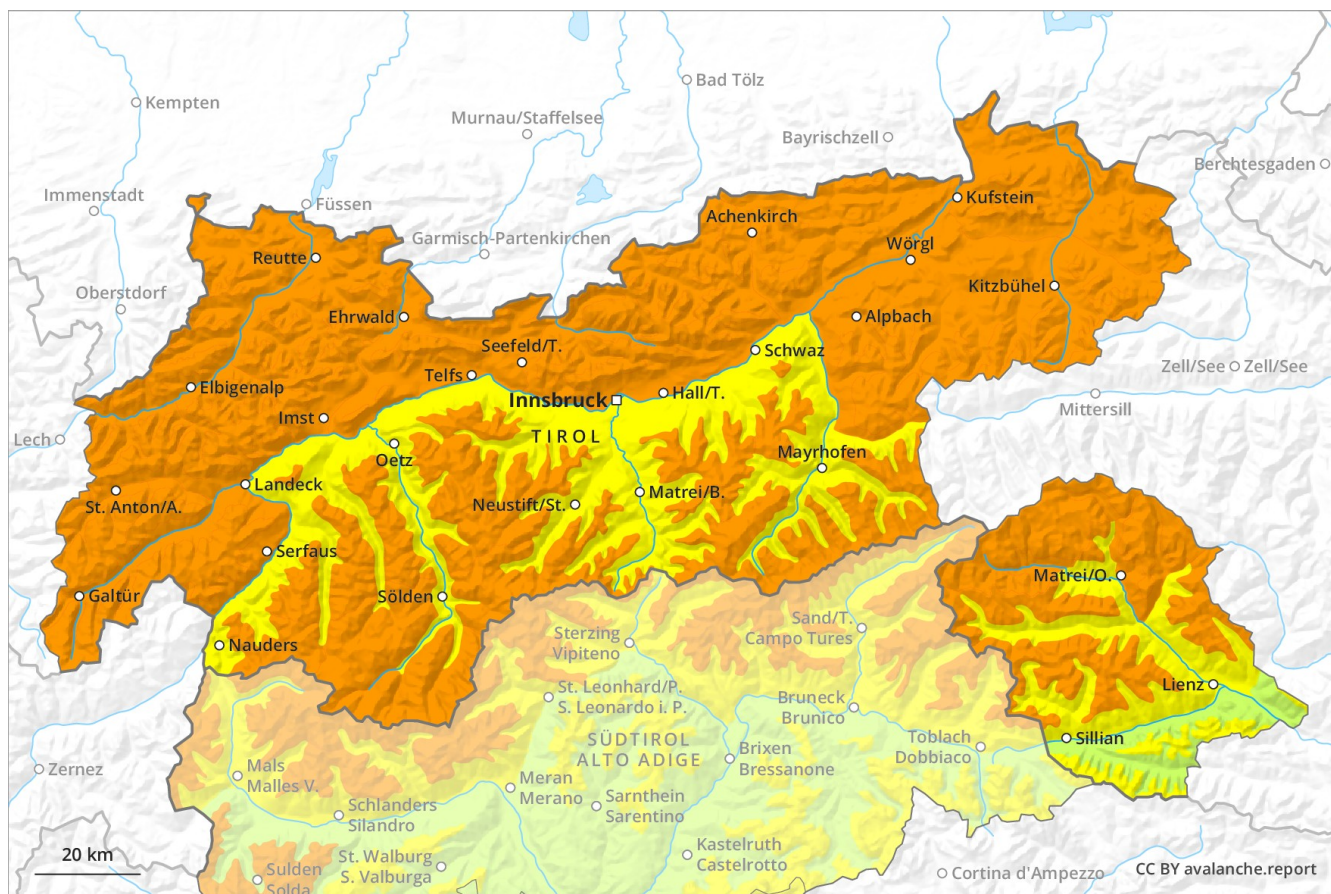 Bad Tölz
Kempten
Murnau/Staffelsee
Bayrischzell
Berchtesgaden
Immenstadt
Füssen
Kufstein
Achenkirch
Garmisch-Partenkirchen
Wörgl
Reutte
Kitzbühel
Oberstdorf
Ehrwald
Alpbach
Seefeld/T.
Schwaz
Zell/See
Zell/See
Telfs
Elbigenalp
Hall/T.
Innsbruck
Mittersill
Imst
TIROL
Lech
Oetz
Mayrhofen
Landeck
Matrei/B.
St. Anton/A.
Neustift/St.
Serfaus
Matrei/O.
Galtür
Sölden
Sand/T.
Campo Tures
Sterzing
Vipiteno
Nauders
Lienz
St. Leonhard/P.
S. Leonardo i. P.
Bruneck
Brunico
SÜDTIROL
ALTO ADIGE
Toblach
Dobbiaco
Sillian
Brixen
Bressanone
Zernez
Mals
Malles V.
Meran
Merano
Sarnthein
Sarentino
Schlanders
Silandro
Kastelruth
Castelrotto
20 km
St. Walburg
S. Valburga
Sulden
Solda
Cortina d'Ampezzo
CC BY avalanche.report